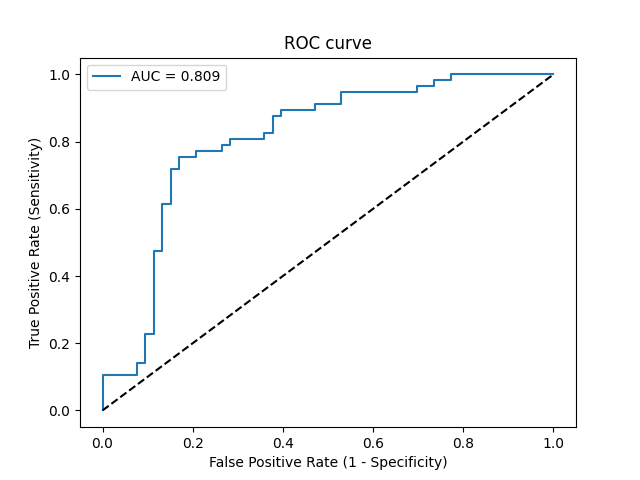 ROC curve
AUC = 0.809
True Positive Rate (Sensitivity)
1.0
0.8
0.6
0.4
0.2
0.0
0.0 0.2 0.4 0.6 0.8 1.0
False Positive Rate (1 - Specificity)